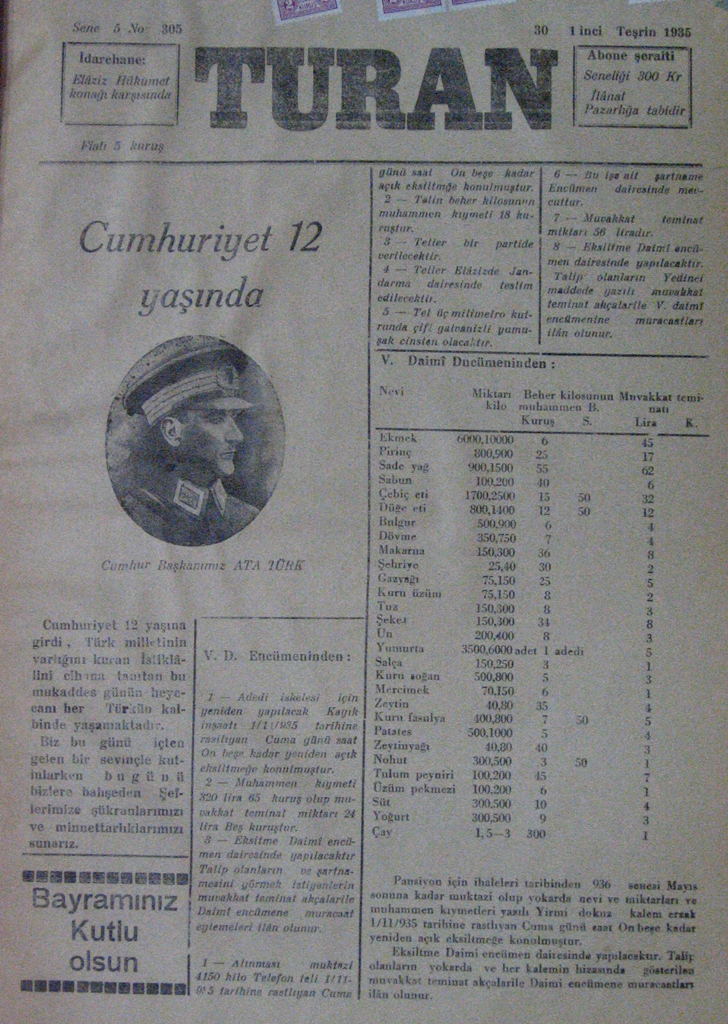 Sene 5 No 305
30 1 inci Teşrin 1935
İdarehane:
Elâziz Hükumet
konağı karşısında
Fiatı 5 kuruş
TURAN
Abone şeraiti
Seneliği 300 Kr
İlânat
Pazarlığa tabidir
Cumhuriyet 12
yaşında
Cumhur Başkanımız ATA TÜRK
Cumhuriyet 12 yaşına
girdi, Türk milletinin
varlığını kuran İstiklâ-
lini cihana tanıtan bu
mukaddes günün heye-
canı her Türkün kal-
binde yaşamaktadır.
Biz bu günü içten
gelen bir sevinçle kut-
lularken bugünü
bizlere bahşeden Şef-
lerimize şükranlarımızı
ve minnettarlıklarımızı
sunarız.
Bayramınız
Kutlu
olsun
V. D. Encümeninden:
1 — Adedi iskelesi için
yeniden yapılacak Kayık
inşaatı 1/11/935 tarihine
rastlıyan Cuma günü saat
On beşe kadar yeniden açık
eksiltmeğe konulmuştur.
2 — Muhammen kıymeti
320 lira 65 kuruş olup mu-
vakkat teminat miktarı 24
lira Beş kuruştur.
3 — Eksitme Daimî encü-
men dairesinde yapılacaktır
Talip olanların ve şartna-
mesini görmek istiyenlerin
muvakkat teminat akçalarile
Daimî encümene muracaat
eylemeleri ilân olunur.
1 — Alınması muktazi
4150 kilo Telefon teli 1/11-
935 tarihine rastlıyan Cuma
günü saat On beşe kadar
açık eksiltmğe konulmuştur.
2 — Telin beher kilosunun
muhammen kıymeti 18 ku-
ruştur.
3 — Teller bir partide
verilecektir.
4 — Teller Elâzizde Jan-
darma dairesinde teslim
edilecektir.
5 — Tel üç milimetro kut-
runda çift galvanizli yumu-
şak cinsten olacaktır.
6 — Bu işe ait şartname
Encümen dairesinde mev-
cuttur.
7 — Muvakkat teminat
miktarı 56 liradır.
8 — Eksiltme Daimî encü-
men dairesinde yapılacaktır.
Talip olanların Yedinci
maddede yazılı muvakkat
teminat akçalarile V. daimî
encümenine müracaatları
ilân olunur.
V. Daimî Dncümeninden :
Nevi Miktarı Beher kilosunun Muvakkat temi-
kilo muhammen B. natı
Kuruş S. Lira K.
Ekmek 6000,10000 6 45
Pirinç 800,900 25 17
Sade yağ 900,1500 55 62
Sabun 100,200 40 6
Çebiç eti 1700,2500 15 50 32
Düğe eti 800,1400 12 50 12
Bulgur 500,900 6 4
Dövme 350,750 7 4
Makarna 150,300 36 8
Şehriye 25,40 30 2
Gazyağı 75,150 25 5
Kuru üzüm 75,150 8 2
Tuz 150,300 8 3
Şeker 150,300 34 8
Un 200,400 8 3
Yumurta 3500,6000 adet 1 adedi 5
Salça 150,250 3 1
Kuru soğan 500,800 5 3
Mercimek 70,150 6 1
Zeytin 40,80 35 4
Kuru fasulya 400,800 7 50 5
Patates 500,1000 5 4
Zeytinyağı 40,80 40 3
Nohut 300,500 3 50 1
Tulum peyniri 100,200 45 7
Üzüm pekmezi 100,200 6 1
Süt 300,500 10 4
Yoğurt 300,500 9 3
Çay 1,5—3 300 1
Pansiyon için ihaleleri tarihinden 936 senesi Mayıs
sonuna kadar muktazi olup yokarda nevi ve miktarları ve
muhammen kıymetleri yazılı Yirmi dokuz kalem erzak
1/11/935 tarihine rastlıyan Cuma günü saat On beşe kadar
yeniden açık eksiltmeğe konolmuştur.
Eksiltme Daimî encümen dairesinde yapılacaktır. Talip
olanların yokarda ve her kalemin hizasında gösterilen
muvakkat teminat akçalarile Daimî encümene muracaatları
ilân olunur.